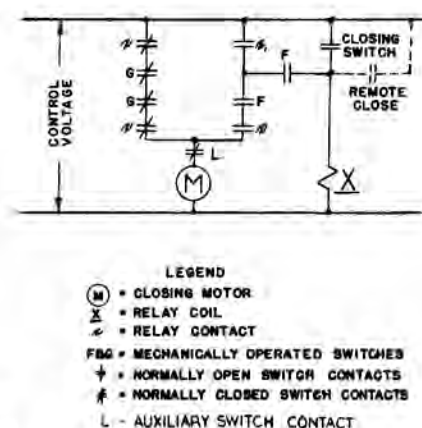 CONTROL VOLTAGE
G
G
F
F
L
M
CLOSING
SWITCH
REMOTE
CLOSE
X
LEGEND
M = CLOSING MOTOR
X = RELAY COIL
= RELAY CONTACT
F&G = MECHANICALLY OPERATED SWITCHES
= NORMALLY OPEN SWITCH CONTACTS
= NORMALLY CLOSED SWITCH CONTACTS
L - AUXILIARY SWITCH CONTACT